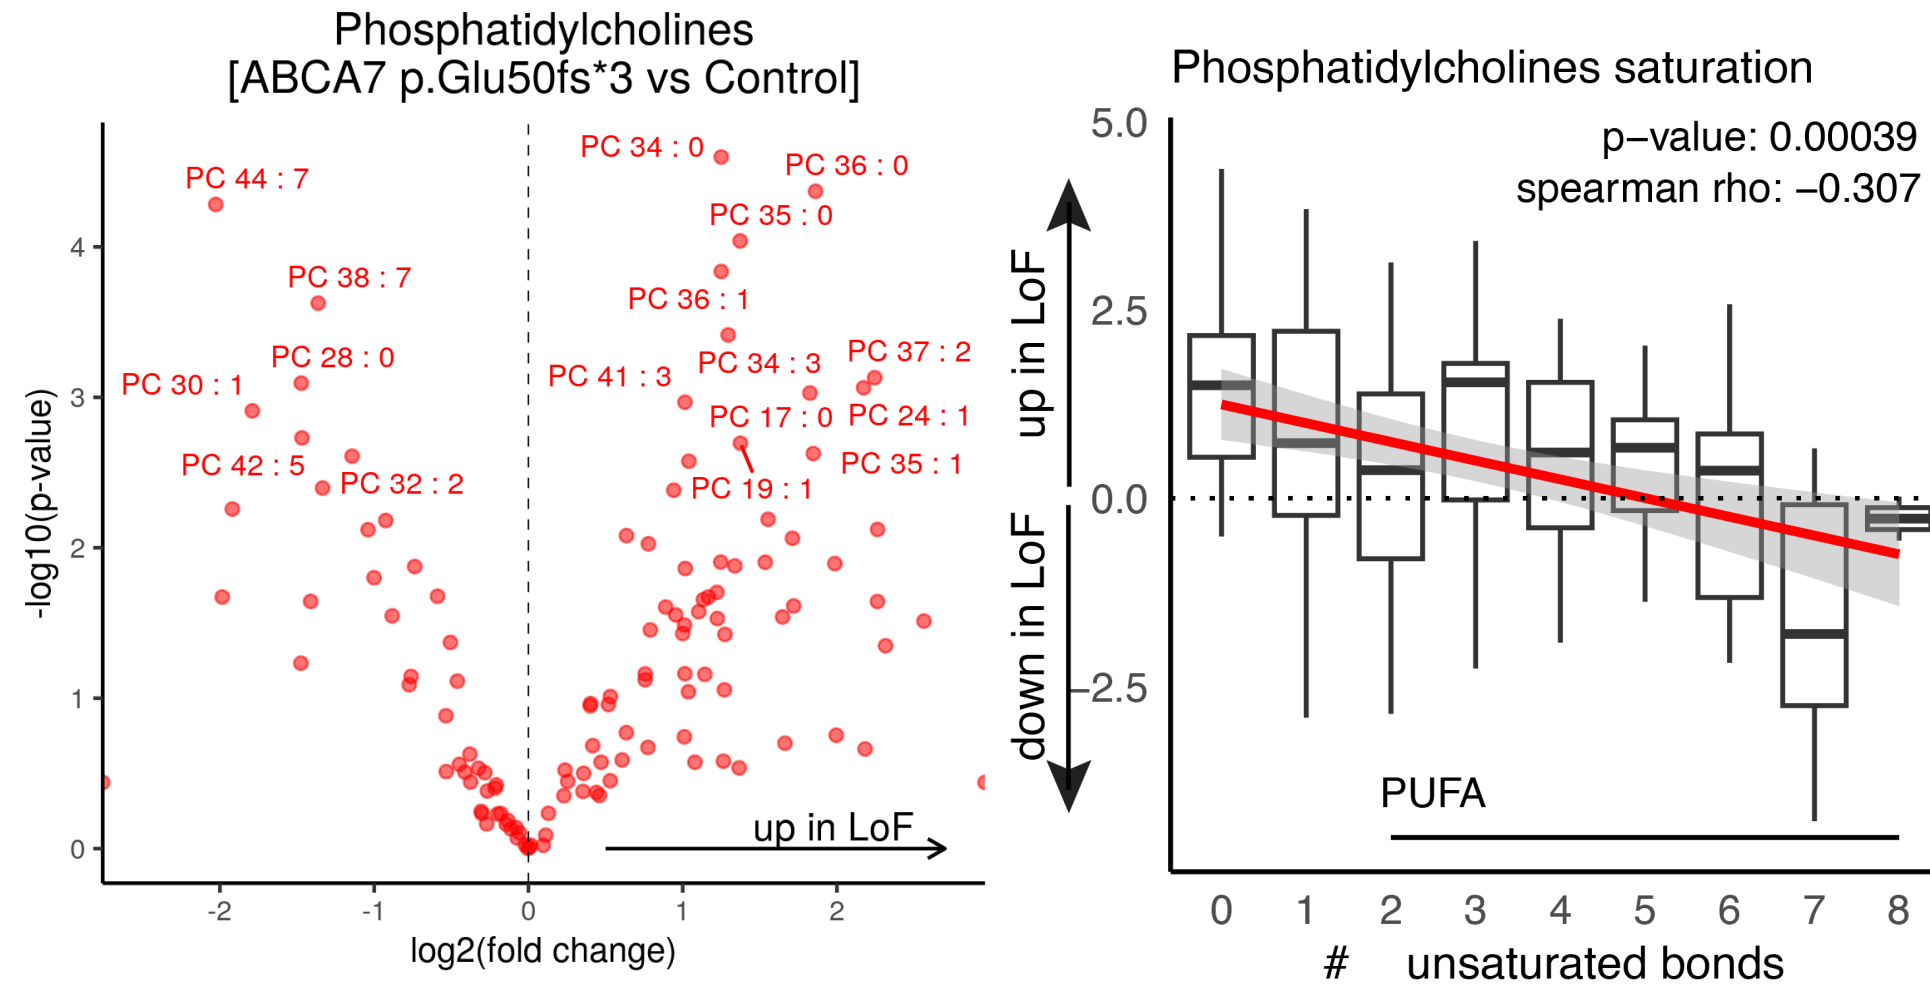 Phosphatidylcholines
[ABCA7 p.Glu50fs*3 vs Control]
PC 34 : 0
PC 36 : 0
PC 44 : 7
PC 35 : 0
PC 38 : 7
PC 36 : 1
PC 28 : 0
PC 34 : 3
PC 37 : 2
PC 30 : 1
PC 41 : 3
PC 17 : 0
PC 24 : 1
PC 42 : 5
PC 32 : 2
PC 19 : 1
PC 35 : 1
up in LoF
4
3
2
1
0
-log10(p-value)
-2
-1
0
1
2
log2(fold change)
Phosphatidylcholines saturation
p−value: 0.00039
spearman rho: −0.307
5.0
2.5
0.0
−2.5
up in LoF
down in LoF
PUFA
0
1
2
3
4
5
6
7
8
# unsaturated bonds